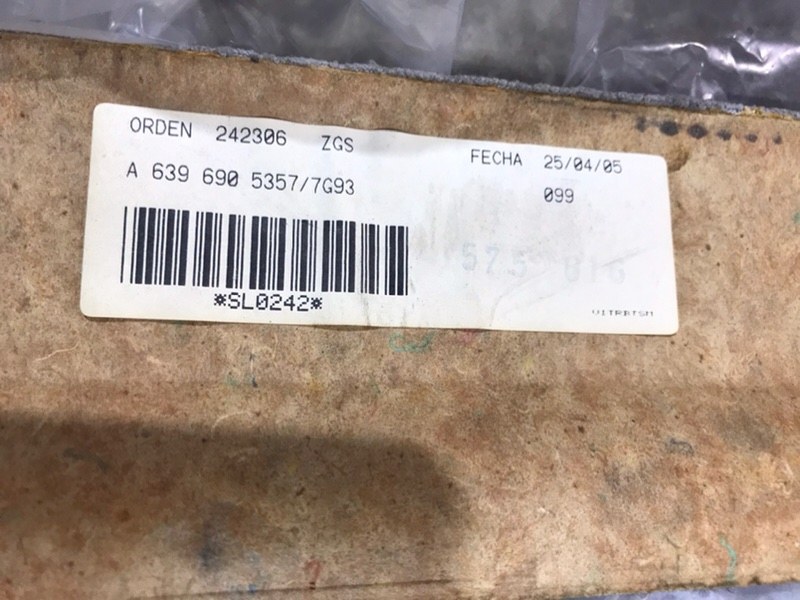 ORDEN 242306 ZGS FECHA 25/04/05
A 639 690 5357/7G93 099
*SL0242*